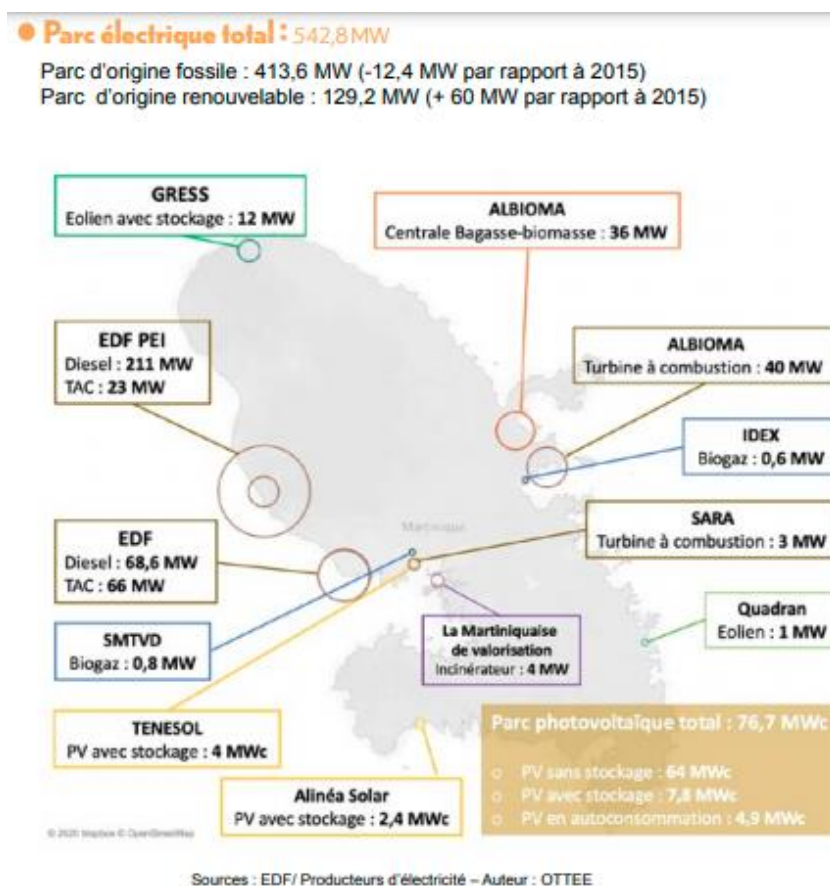 Parc électrique total : 542,8 MW
Parc d'origine fossile : 413,6 MW (-12,4 MW par rapport à 2015)
Parc d'origine renouvelable : 129,2 MW (+ 60 MW par rapport à 2015)
GRESS
Eolien avec stockage : 12 MW
ALBIOMA
Centrale Bagasse-biomasse : 36 MW
EDF PEI
Diesel : 211 MW
TAC : 23 MW
ALBIOMA
Turbine à combustion : 40 MW
IDEX
Biogaz : 0,6 MW
Martinique
SARA
Turbine à combustion : 3 MW
EDF
Diesel : 68,6 MW
TAC : 66 MW
SMTVD
Biogaz : 0,8 MW
La Martiniquaise
de valorisation
Incinérateur : 4 MW
Quadran
Eolien : 1 MW
TENESOL
PV avec stockage : 4 MWc
Alinéa Solar
PV avec stockage : 2,4 MWc
Parc photovoltaïque total : 76,7 MWc
o PV sans stockage : 64 MWc
o PV avec stockage : 7,8 MWc
o PV en autoconsommation : 4,9 MWc
© 2020 Mapbox © OpenStreetMap
Sources : EDF/ Producteurs d'électricité – Auteur : OTTEE